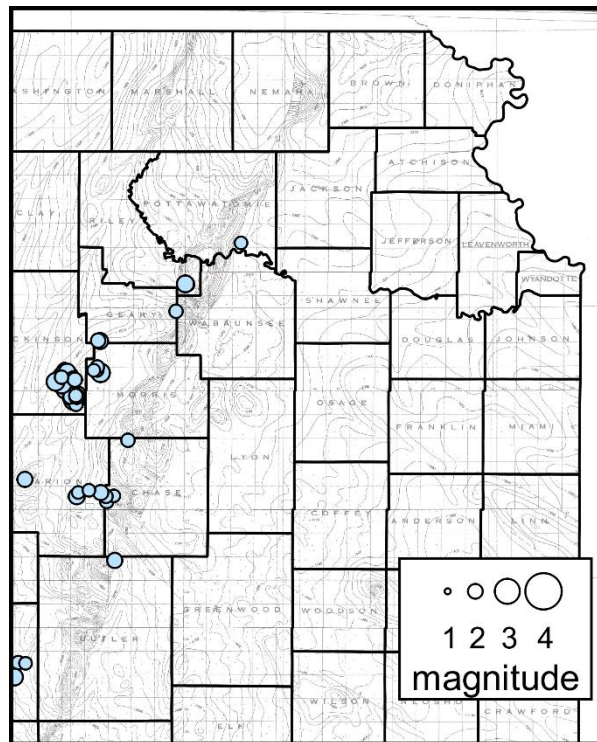 ASHINGTON MARSHALL NEMAHA BROWN DONIPHAN
ATCHISON
CLAY RILEY POTTAWATOMIE JACKSON
JEFFERSON LEAVENWORTH
WYANDOTTE
GEARY WABAUNSEE SHAWNEE
CKINSON DOUGLAS JOHNSON
MORRIS OSAGE
FRANKLIN MIAMI
LYON
ARION CHASE
COFFEY ANDERSON LINN
BUTLER GREENWOOD WOODSON
WILSON NEOSHO CRAWFORD
ELK
1 2 3 4
magnitude